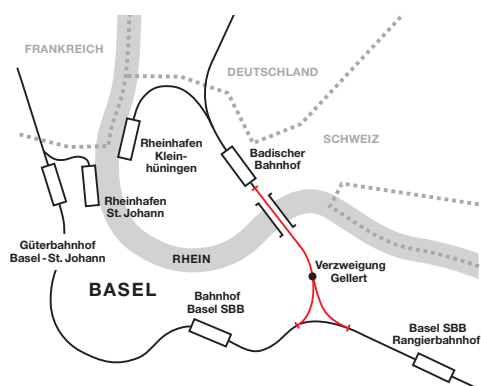 FRANKREICH
DEUTSCHLAND
SCHWEIZ
Rheinhafen
Klein-
hüningen
Badischer
Bahnhof
Rheinhafen
St. Johann
Güterbahnhof
Basel - St. Johann
RHEIN
Verzweigung
Gellert
BASEL
Bahnhof
Basel SBB
Basel SBB
Rangierbahnhof